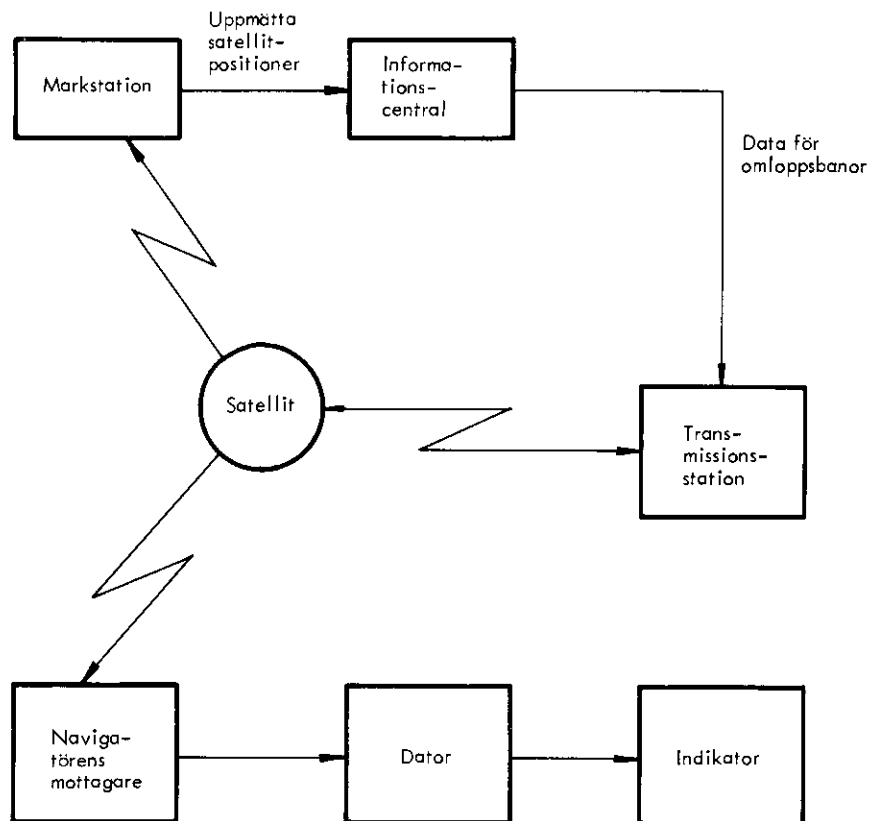 Uppmätta
satellit-
positioner
Markstation
Informa-
tions-
central
Data för
omloppsbanor
Satellit
Trans-
missions-
station
Naviga-
törens
mottagare
Dator
Indikator